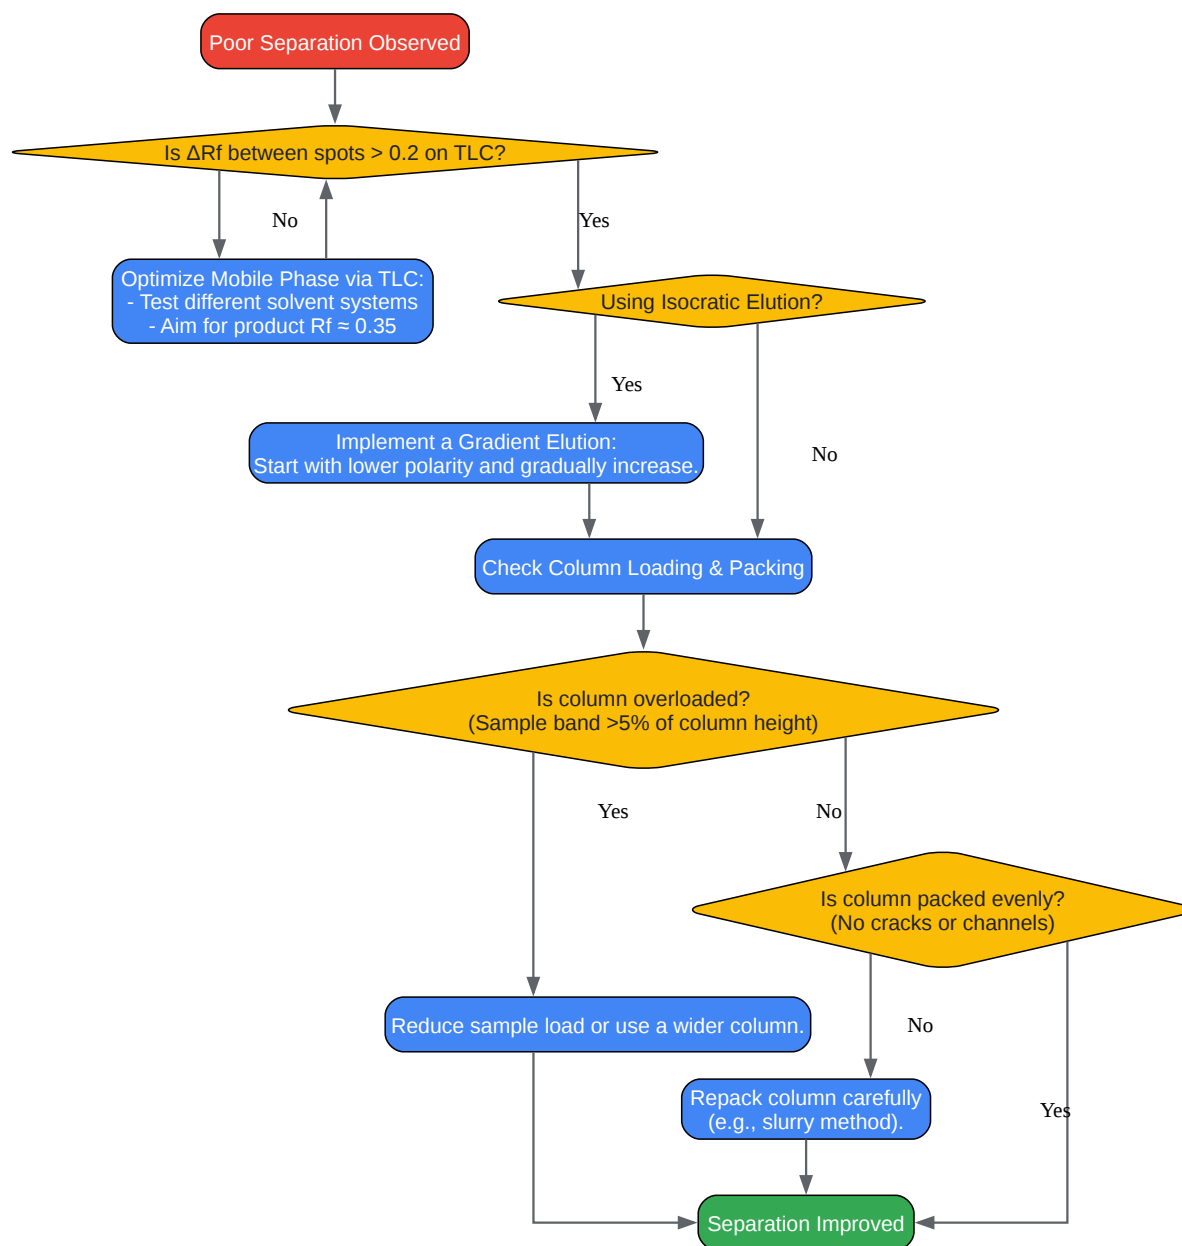 Poor Separation Observed
Is ΔRf between spots > 0.2 on TLC?
No
Yes
Optimize Mobile Phase via TLC:
- Test different solvent systems
- Aim for product Rf ≈ 0.35
Using Isocratic Elution?
Yes
Implement a Gradient Elution:
Start with lower polarity and gradually increase.
No
Check Column Loading & Packing
Is column overloaded?
(Sample band >5% of column height)
Yes
No
Is column packed evenly?
(No cracks or channels)
Reduce sample load or use a wider column.
No
Repack column carefully
(e.g., slurry method).
Yes
Separation Improved